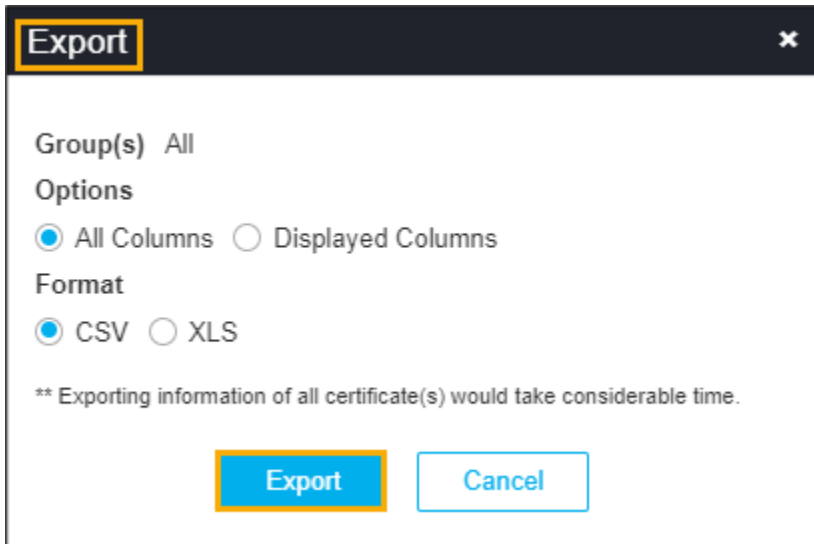 Export
Group(s) All
Options
All Columns Displayed Columns
Format
CSV XLS
** Exporting information of all certificate(s) would take considerable time.
Export Cancel